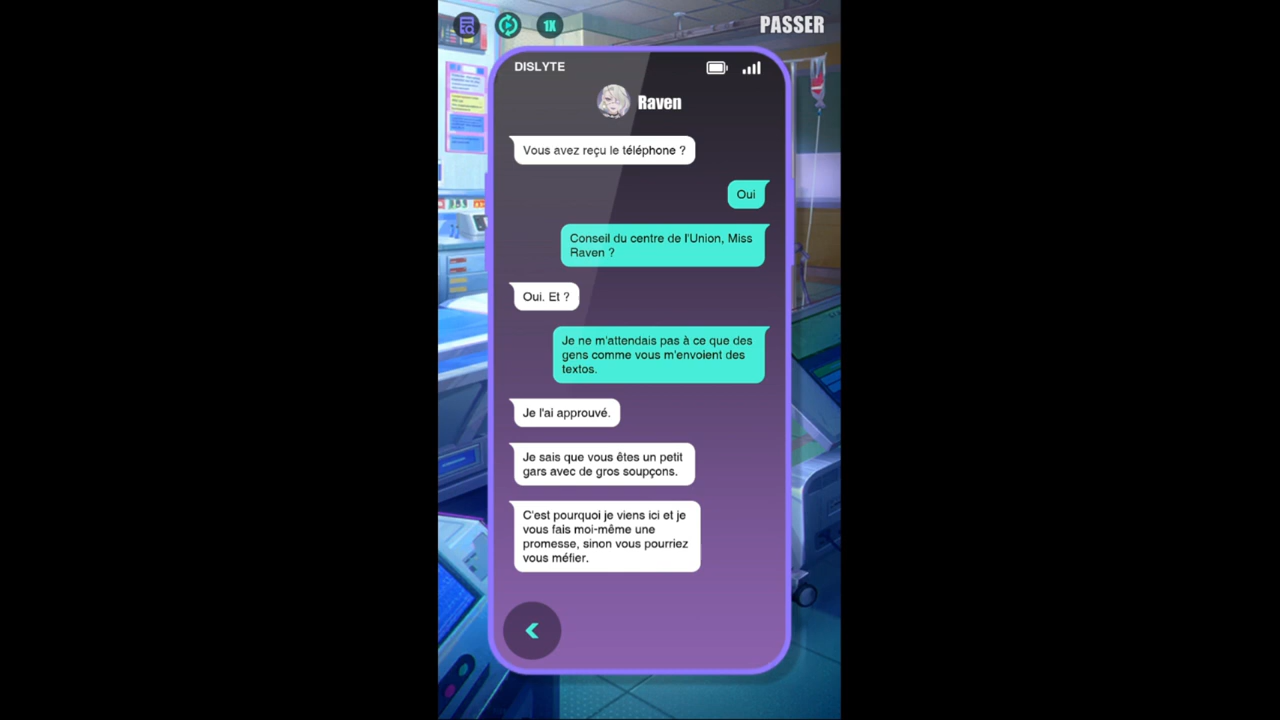 1X
PASSER
DISLYTE
Raven
Vous avez reçu le téléphone ?
Oui
Conseil du centre de l'Union, Miss
Raven ?
Oui. Et ?
Je ne m'attendais pas à ce que des
gens comme vous m'envoient des
textos.
Je l'ai approuvé.
Je sais que vous êtes un petit
gars avec de gros soupçons.
C'est pourquoi je viens ici et je
vous fais moi-même une
promesse, sinon vous pourriez
vous méfier.